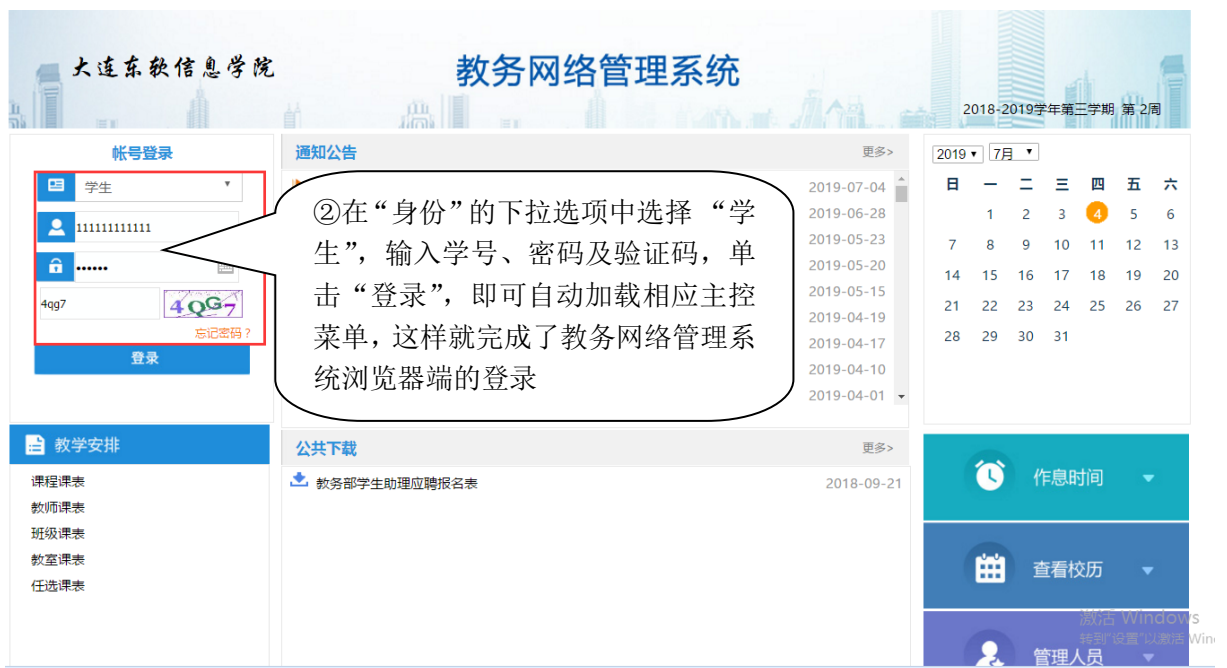 大连东软信息学院
教务网络管理系统
2018-2019学年第三学期 第 2周
帐号登录
学生
111111111111
••••••
4qg7
4QG7
忘记密码？
登录
通知公告 更多>
2019-07-04
2019-06-28
2019-05-23
2019-05-20
2019-05-15
2019-04-19
2019-04-17
2019-04-10
2019-04-01
②在“身份”的下拉选项中选择 “学
生”，输入学号、密码及验证码，单
击“登录”，即可自动加载相应主控
菜单，这样就完成了教务网络管理系
统浏览器端的登录
2019 7月
日 一 二 三 四 五 六
1 2 3 4 5 6
7 8 9 10 11 12 13
14 15 16 17 18 19 20
21 22 23 24 25 26 27
28 29 30 31
教学安排
课程课表
教师课表
班级课表
教室课表
任选课表
公共下载 更多>
教务部学生助理应聘报名表 2018-09-21
作息时间
查看校历
管理人员
激活 Windows
转到“设置”以激活 Win